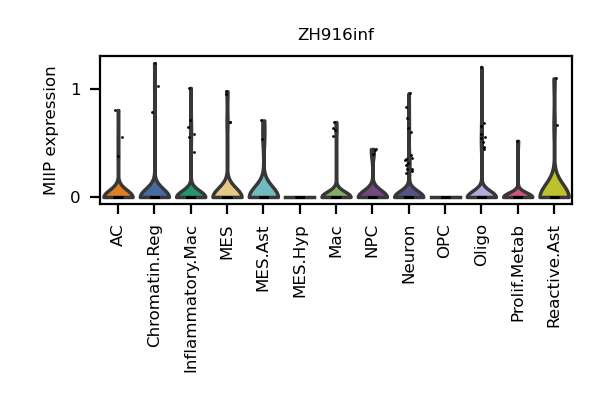 ZH916inf
MIIP expression
1
0
AC
Chromatin.Reg
Inflammatory.Mac
MES
MES.Ast
MES.Hyp
Mac
NPC
Neuron
OPC
Oligo
Prolif.Metab
Reactive.Ast